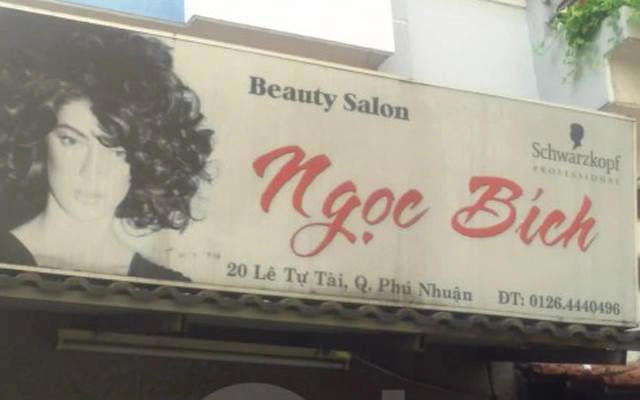 Beauty Salon
Schwarzkopf
PROFESSIONAL
Ngọc Bích
20 Lê Tự Tài, Q. Phú Nhuận
ĐT: 0126.4440496